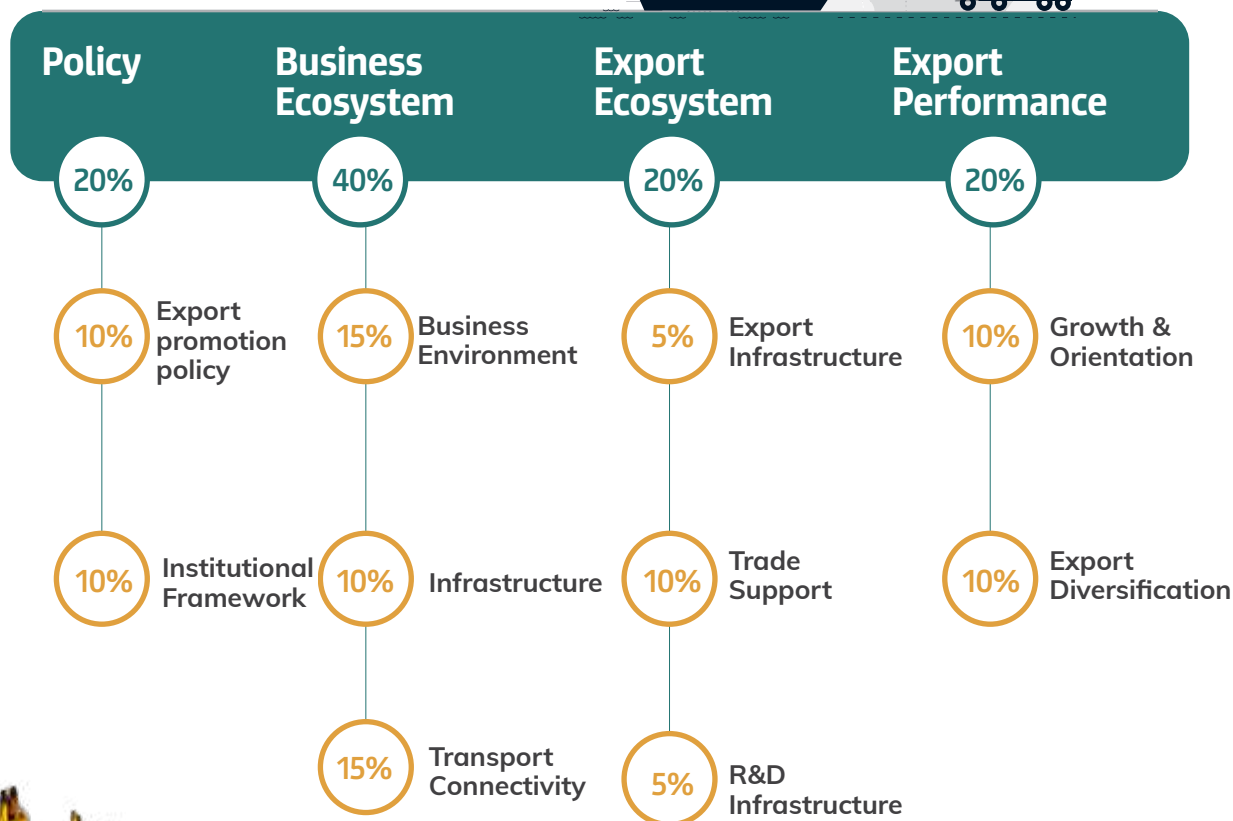 Policy
Business
Ecosystem
Export
Ecosystem
Export
Performance
20%
40%
20%
20%
10%
Export
promotion
policy
15%
Business
Environment
5%
Export
Infrastructure
10%
Growth &
Orientation
10%
Institutional
Framework
10%
Infrastructure
10%
Trade
Support
10%
Export
Diversification
15%
Transport
Connectivity
5%
R&D
Infrastructure